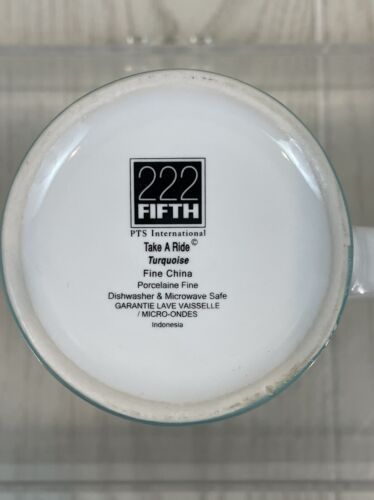 222
FIFTH
PTS International
Take A Ride©
Turquoise
Fine China
Porcelaine Fine
Dishwasher & Microwave Safe
GARANTIE LAVE VAISSELLE
/ MICRO-ONDES
Indonesia